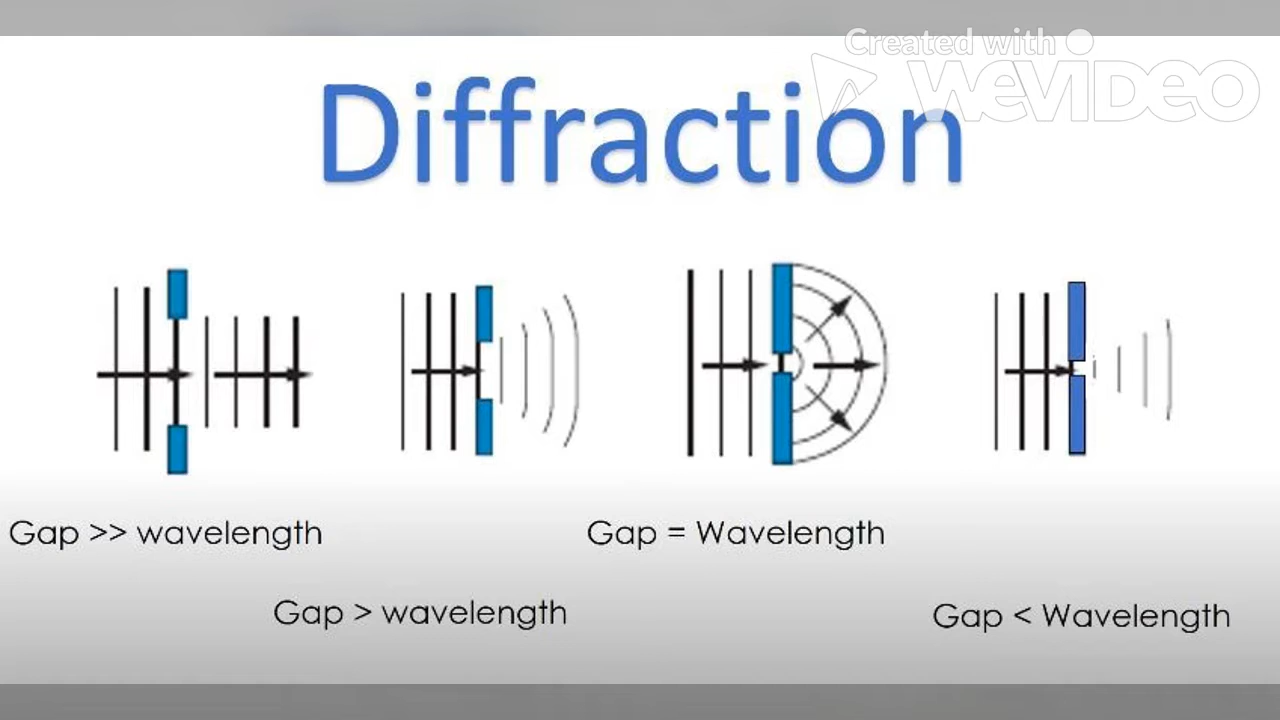 Created with
WEVIDEO
Diffraction
Gap >> wavelength
Gap = Wavelength
Gap > wavelength
Gap < Wavelength